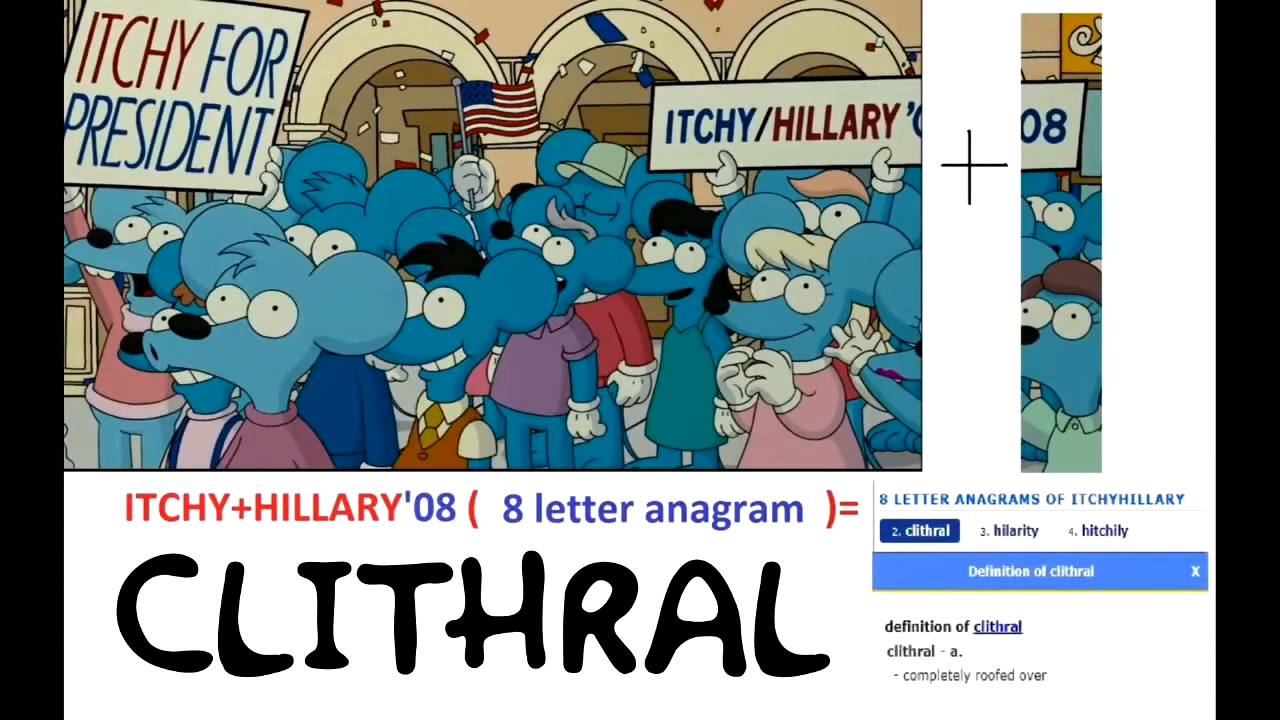 ITCHY FOR
PRESIDENT
ITCHY/HILLARY '0
08
ITCHY+HILLARY'08 ( 8 letter anagram )=
CLITHRAL
8 LETTER ANAGRAMS OF ITCHYHILLARY
2. clithral 3. hilarity 4. hitchily
Definition of clithral X
definition of clithral
clithral - a.
- completely roofed over